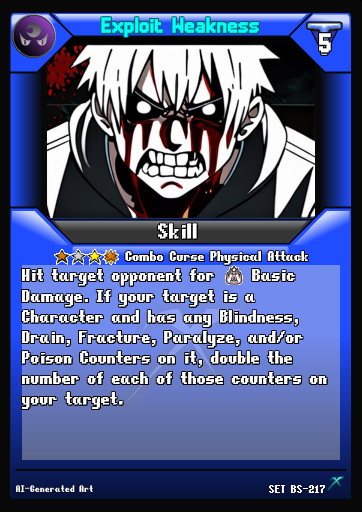 Exploit Weakness
5
Skill
Combo Curse Physical Attack
Hit target opponent for Basic
Damage. If your target is a
Character and has any Blindness,
Drain, Fracture, Paralyze, and/or
Poison Counters on it, double the
number of each of those counters on
your target.
AI-Generated Art
SET BS-217